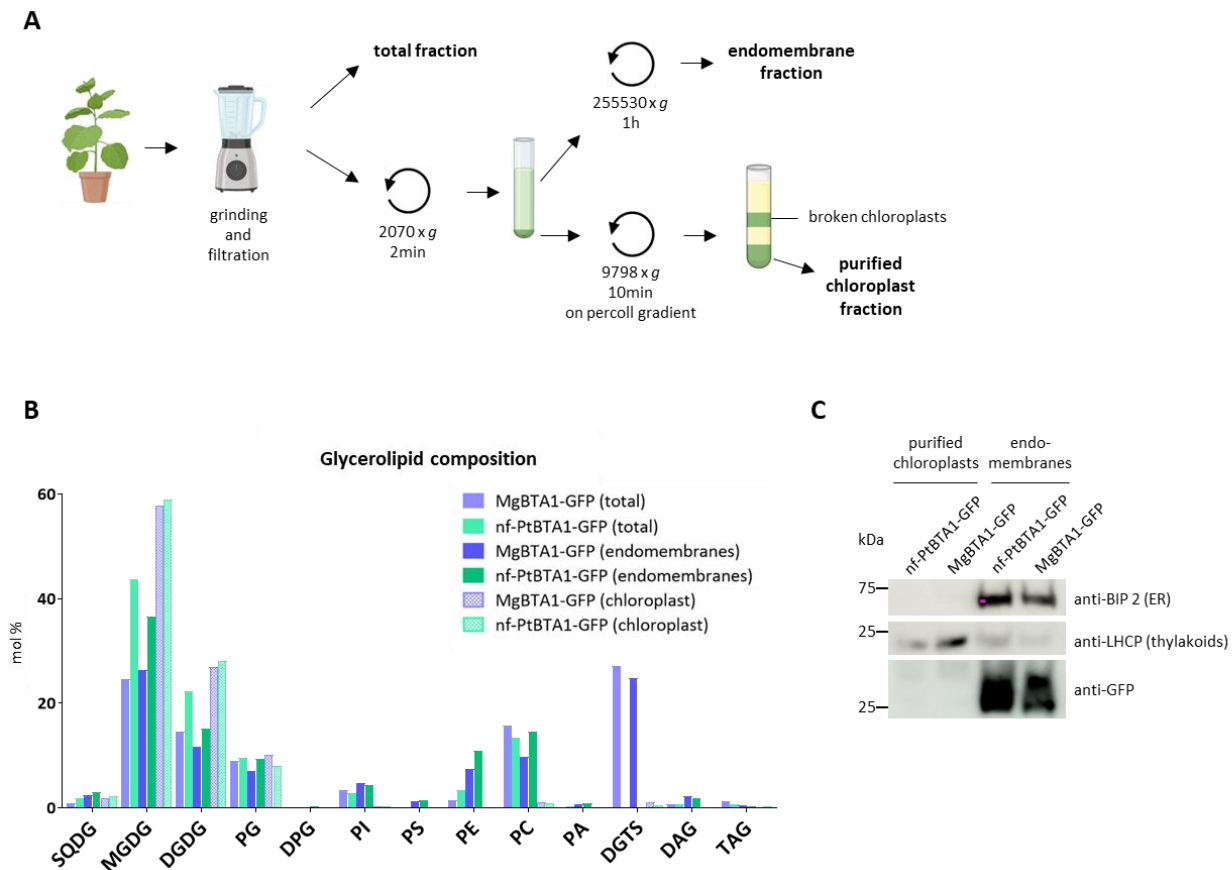 A
total fraction
endomembrane
fraction
255530 x g
1h
grinding
and
filtration
2070 x g
2min
9798 x g
10min
on percoll gradient
broken chloroplasts
purified
chloroplast
fraction
B
Glycerolipid composition
MgBTA1-GFP (total)
nf-PtBTA1-GFP (total)
MgBTA1-GFP (endomembranes)
nf-PtBTA1-GFP (endomembranes)
MgBTA1-GFP (chloroplast)
nf-PtBTA1-GFP (chloroplast)
mol %
60
40
20
0
SQDG MGDG DGDG PG DPG PI PS PE PC PA DGTS DAG TAG
C
purified
chloroplasts
endo-
membranes
kDa
nf-PtBTA1-GFP
MgBTA1-GFP
nf-PtBTA1-GFP
MgBTA1-GFP
75
anti-BIP 2 (ER)
25
anti-LHCP (thylakoids)
anti-GFP
25